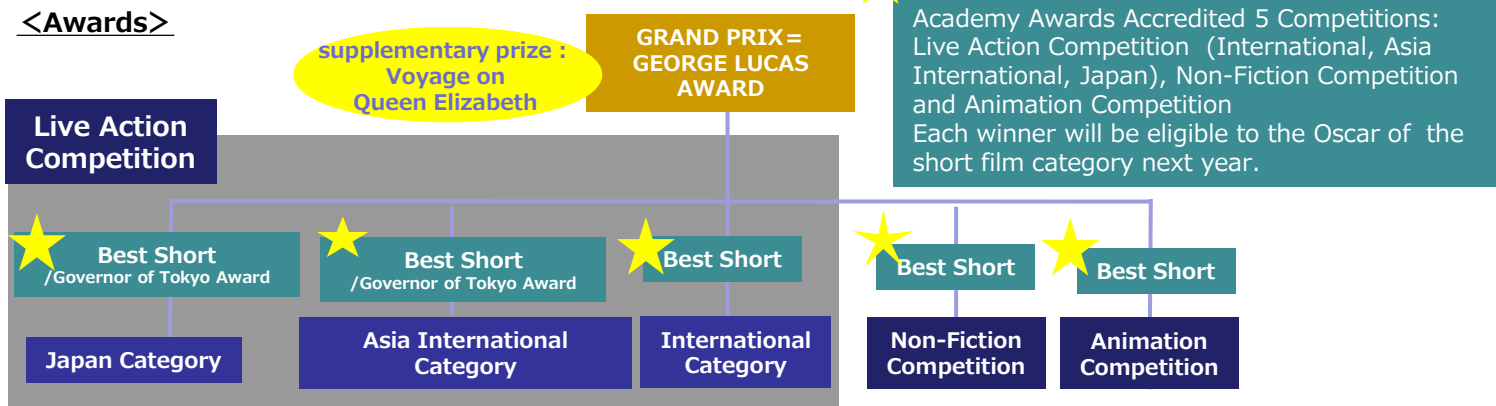 <Awards>
supplementary prize :
Voyage on
Queen Elizabeth
GRAND PRIX=
GEORGE LUCAS
AWARD
Academy Awards Accredited 5 Competitions:
Live Action Competition (International, Asia
International, Japan), Non-Fiction Competition
and Animation Competition
Each winner will be eligible to the Oscar of the
short film category next year.
Live Action
Competition
Best Short
/Governor of Tokyo Award
Best Short
/Governor of Tokyo Award
Best Short
Best Short
Best Short
Japan Category
Asia International
Category
International
Category
Non-Fiction
Competition
Animation
Competition